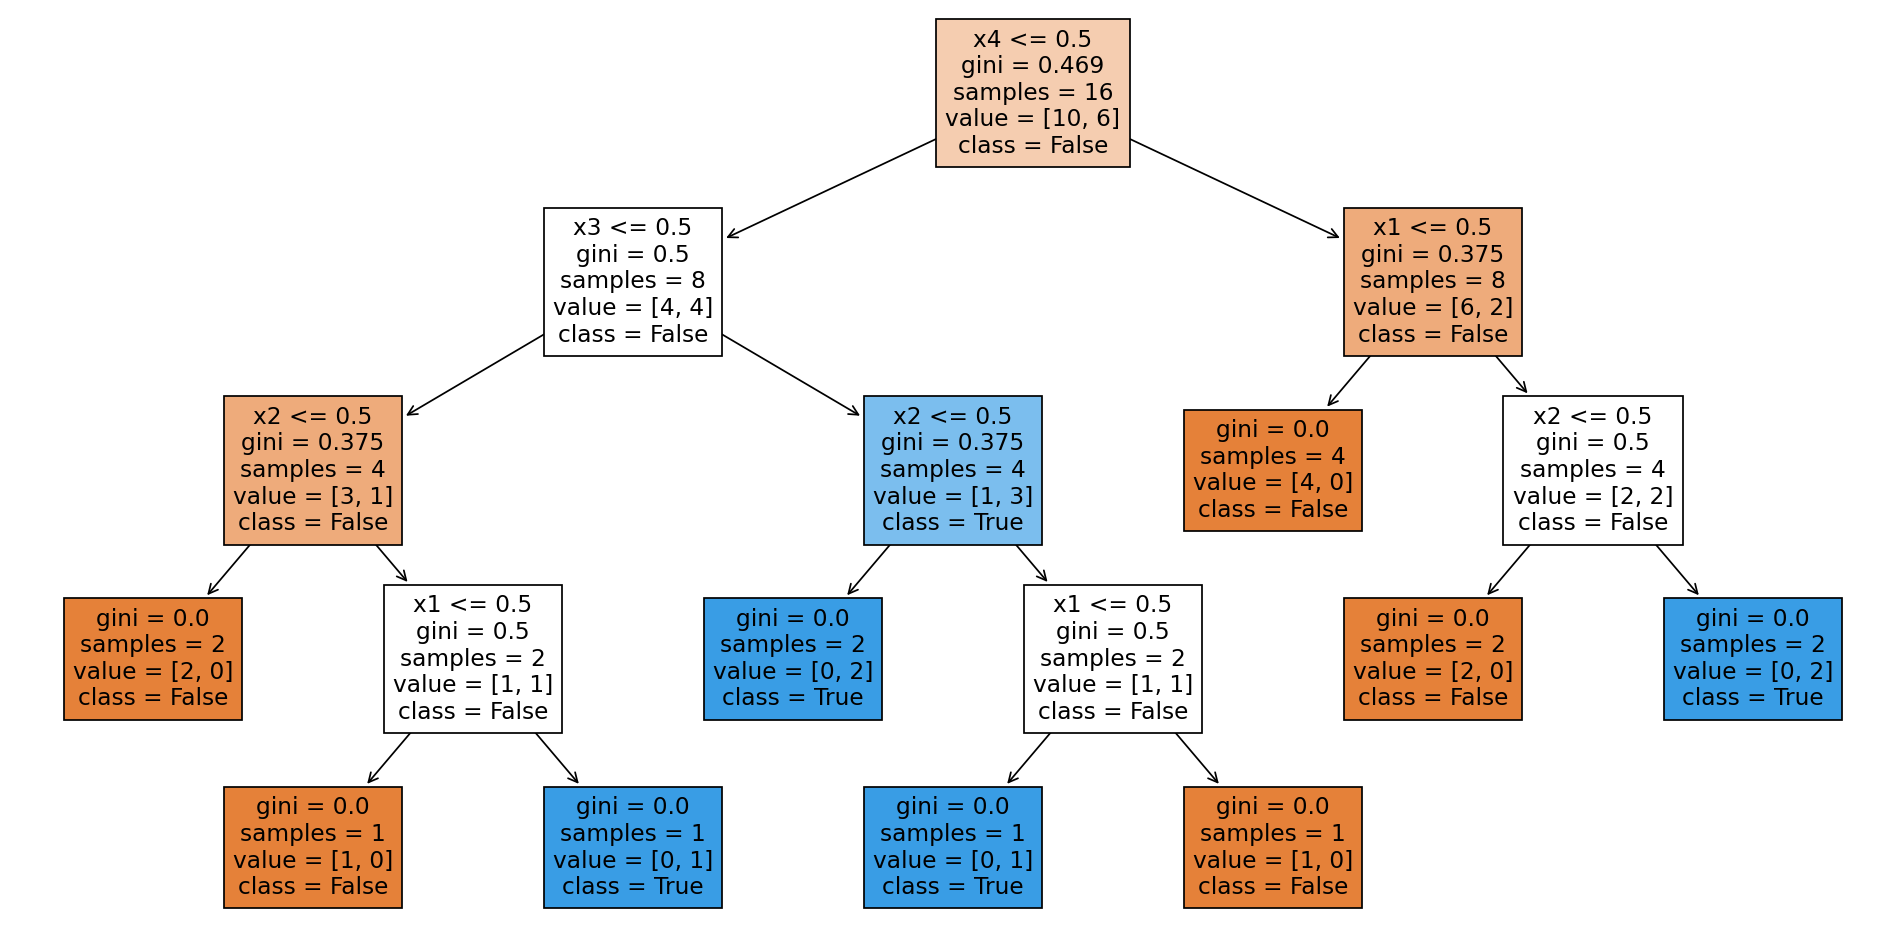 x4 <= 0.5
gini = 0.469
samples = 16
value = [10, 6]
class = False
x3 <= 0.5
gini = 0.5
samples = 8
value = [4, 4]
class = False
x1 <= 0.5
gini = 0.375
samples = 8
value = [6, 2]
class = False
x2 <= 0.5
gini = 0.375
samples = 4
value = [3, 1]
class = False
x2 <= 0.5
gini = 0.375
samples = 4
value = [1, 3]
class = True
gini = 0.0
samples = 4
value = [4, 0]
class = False
x2 <= 0.5
gini = 0.5
samples = 4
value = [2, 2]
class = False
gini = 0.0
samples = 2
value = [2, 0]
class = False
x1 <= 0.5
gini = 0.5
samples = 2
value = [1, 1]
class = False
gini = 0.0
samples = 2
value = [0, 2]
class = True
x1 <= 0.5
gini = 0.5
samples = 2
value = [1, 1]
class = False
gini = 0.0
samples = 2
value = [2, 0]
class = False
gini = 0.0
samples = 2
value = [0, 2]
class = True
gini = 0.0
samples = 1
value = [1, 0]
class = False
gini = 0.0
samples = 1
value = [0, 1]
class = True
gini = 0.0
samples = 1
value = [0, 1]
class = True
gini = 0.0
samples = 1
value = [1, 0]
class = False